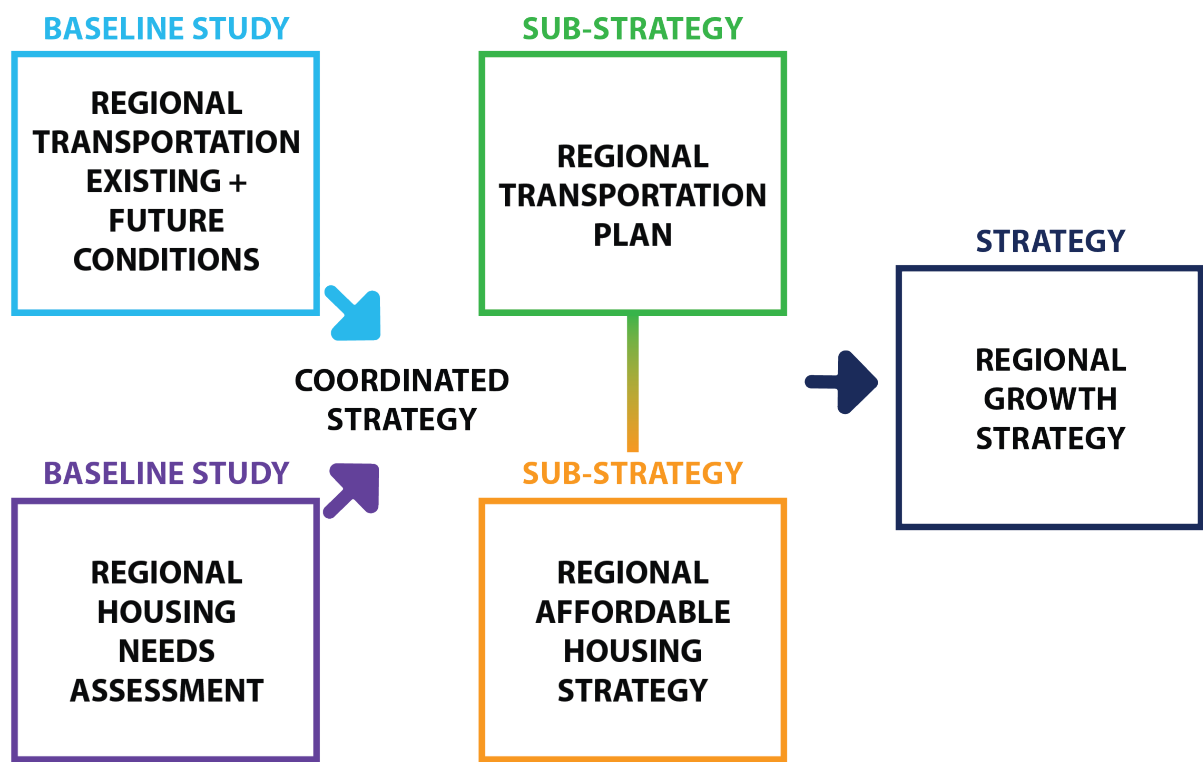 BASELINE STUDY
REGIONAL
TRANSPORTATION
EXISTING +
FUTURE
CONDITIONS
SUB-STRATEGY
REGIONAL
TRANSPORTATION
PLAN
COORDINATED
STRATEGY
BASELINE STUDY
REGIONAL
HOUSING
NEEDS
ASSESSMENT
SUB-STRATEGY
REGIONAL
AFFORDABLE
HOUSING
STRATEGY
STRATEGY
REGIONAL
GROWTH
STRATEGY